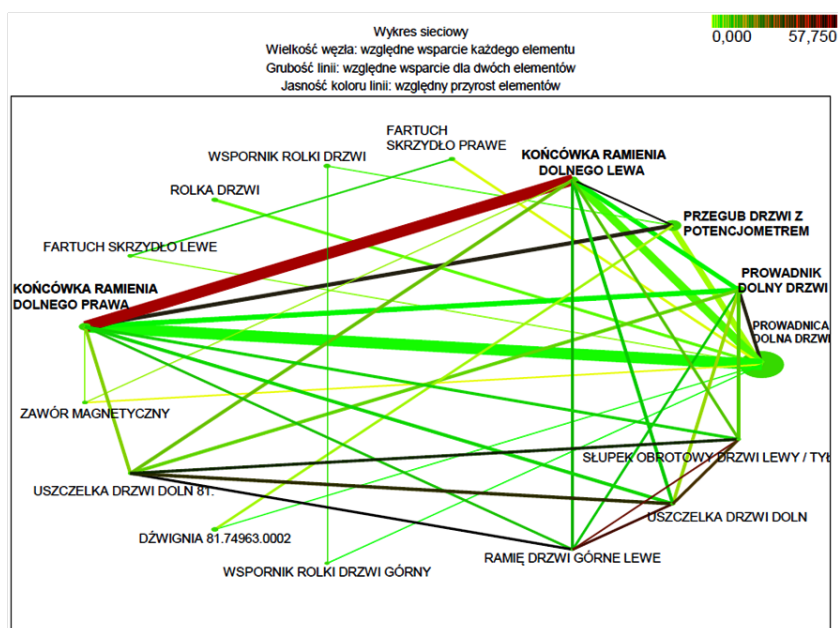 0,000 57,750
Wykres sieciowy
Wielkość węzła: względne wsparcie każdego elementu
Grubość linii: względne wsparcie dla dwóch elementów
Jasność koloru linii: względny przyrost elementów
FARTUCH
SKRZYDŁO PRAWE
WSPORNIK ROLKI DRZWI
KOŃCÓWKA RAMIENIA
DOLNEGO LEWA
ROLKA DRZWI
PRZEGUB DRZWI Z
POTENCJOMETREM
FARTUCH SKRZYDŁO LEWE
PROWADNIK
DOLNY DRZWI
KOŃCÓWKA RAMIENIA
DOLNEGO PRAWA
PROWADNICA
DOLNA DRZWI
ZAWÓR MAGNETYCZNY
SŁUPEK OBROTOWY DRZWI LEWY / TYŁ
USZCZELKA DRZWI DOLN 81.
USZCZELKA DRZWI DOLN
DŹWIGNIA 81.74963.0002
RAMIĘ DRZWI GÓRNE LEWE
WSPORNIK ROLKI DRZWI GÓRNY